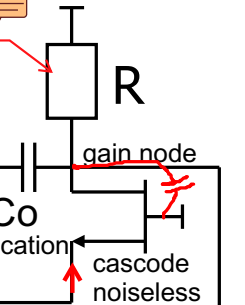 R
gain node
Co
cation
cascode
noiseless